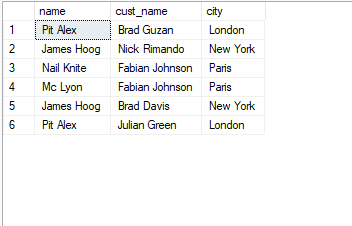 name cust_name city
1 Pit Alex Brad Guzan London
2 James Hoog Nick Rimando New York
3 Nail Knite Fabian Johnson Paris
4 Mc Lyon Fabian Johnson Paris
5 James Hoog Brad Davis New York
6 Pit Alex Julian Green London